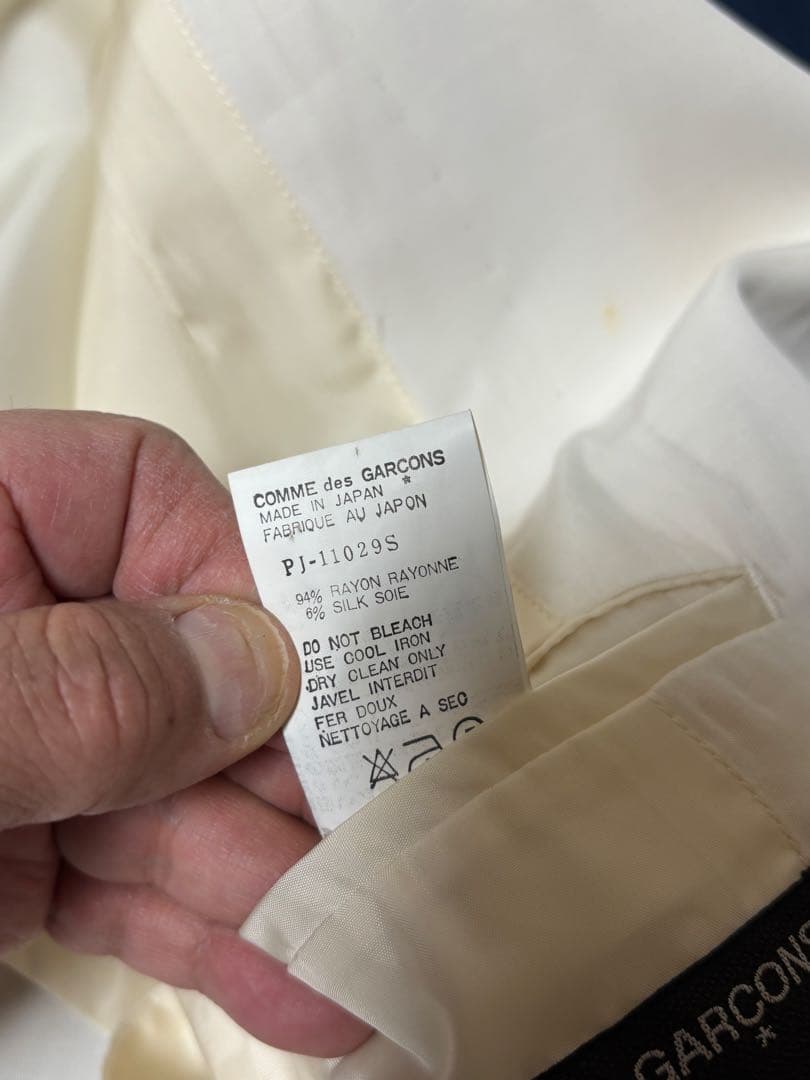 COMME des GARCONS
*
MADE IN JAPAN
FABRIQUE AU JAPON
PJ-11029S
94% RAYON RAYONNE
6% SILK SOIE
DO NOT BLEACH
USE COOL IRON
DRY CLEAN ONLY
JAVEL INTERDIT
FER DOUX
NETTOYAGE A SEC
GARCONS
*